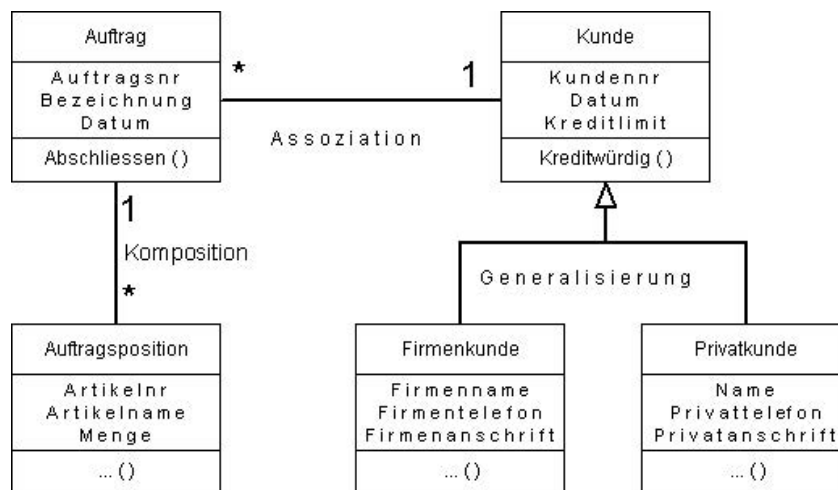 Auftrag
Auftragsnr
Bezeichnung
Datum
Abschliessen ()
*
1
Assoziation
Kunde
Kundennr
Datum
Kreditlimit
Kreditwürdig ()
1
Komposition
*
Generalisierung
Auftragsposition
Artikelnr
Artikelname
Menge
... ()
Firmenkunde
Firmenname
Firmentelefon
Firmenanschrift
... ()
Privatkunde
Name
Privattelefon
Privatanschrift
... ()